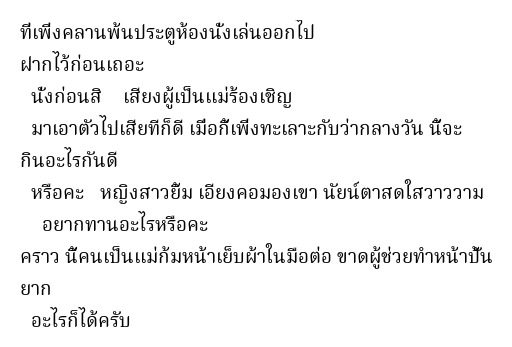 ที่เพิ่งคลานพ้นประตูห้องนั่งเล่นออกไป
ฝากไว้ก่อนเถอะ
นั่งก่อนสิ เสียงผู้เป็นแม่ร้องเชิญ
มาเอาตัวไปเสียทีก็ดี เมื่อกี้เพิ่งทะเลาะกับว่ากลางวัน นี้จะ
กินอะไรกันดี
หรือคะ หญิงสาวยิ้ม เอียงคอมองเขา นัยน์ตาสดใสวาววาม
อยากทานอะไรหรือคะ
คราว นี้คนเป็นแม่ก้มหน้าเย็บผ้าในมือต่อ ขาดผู้ช่วยทำหน้าปั้น
ยาก
อะไรก็ได้ครับ